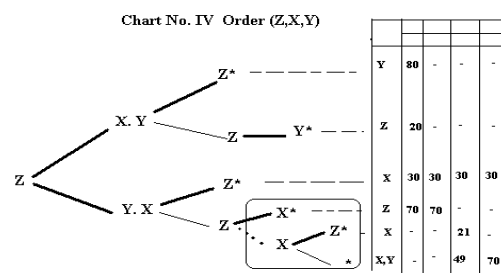 Chart No. IV Order (Z,X,Y)
Z* Y 80 - - -
X. Y
Z Y* Z 20 - - -
Z
Z* X 30 30 30 30
Y. X
Z X* Z 70 70 - -
X Z* X - - 21 -
* X,Y - - 49 70